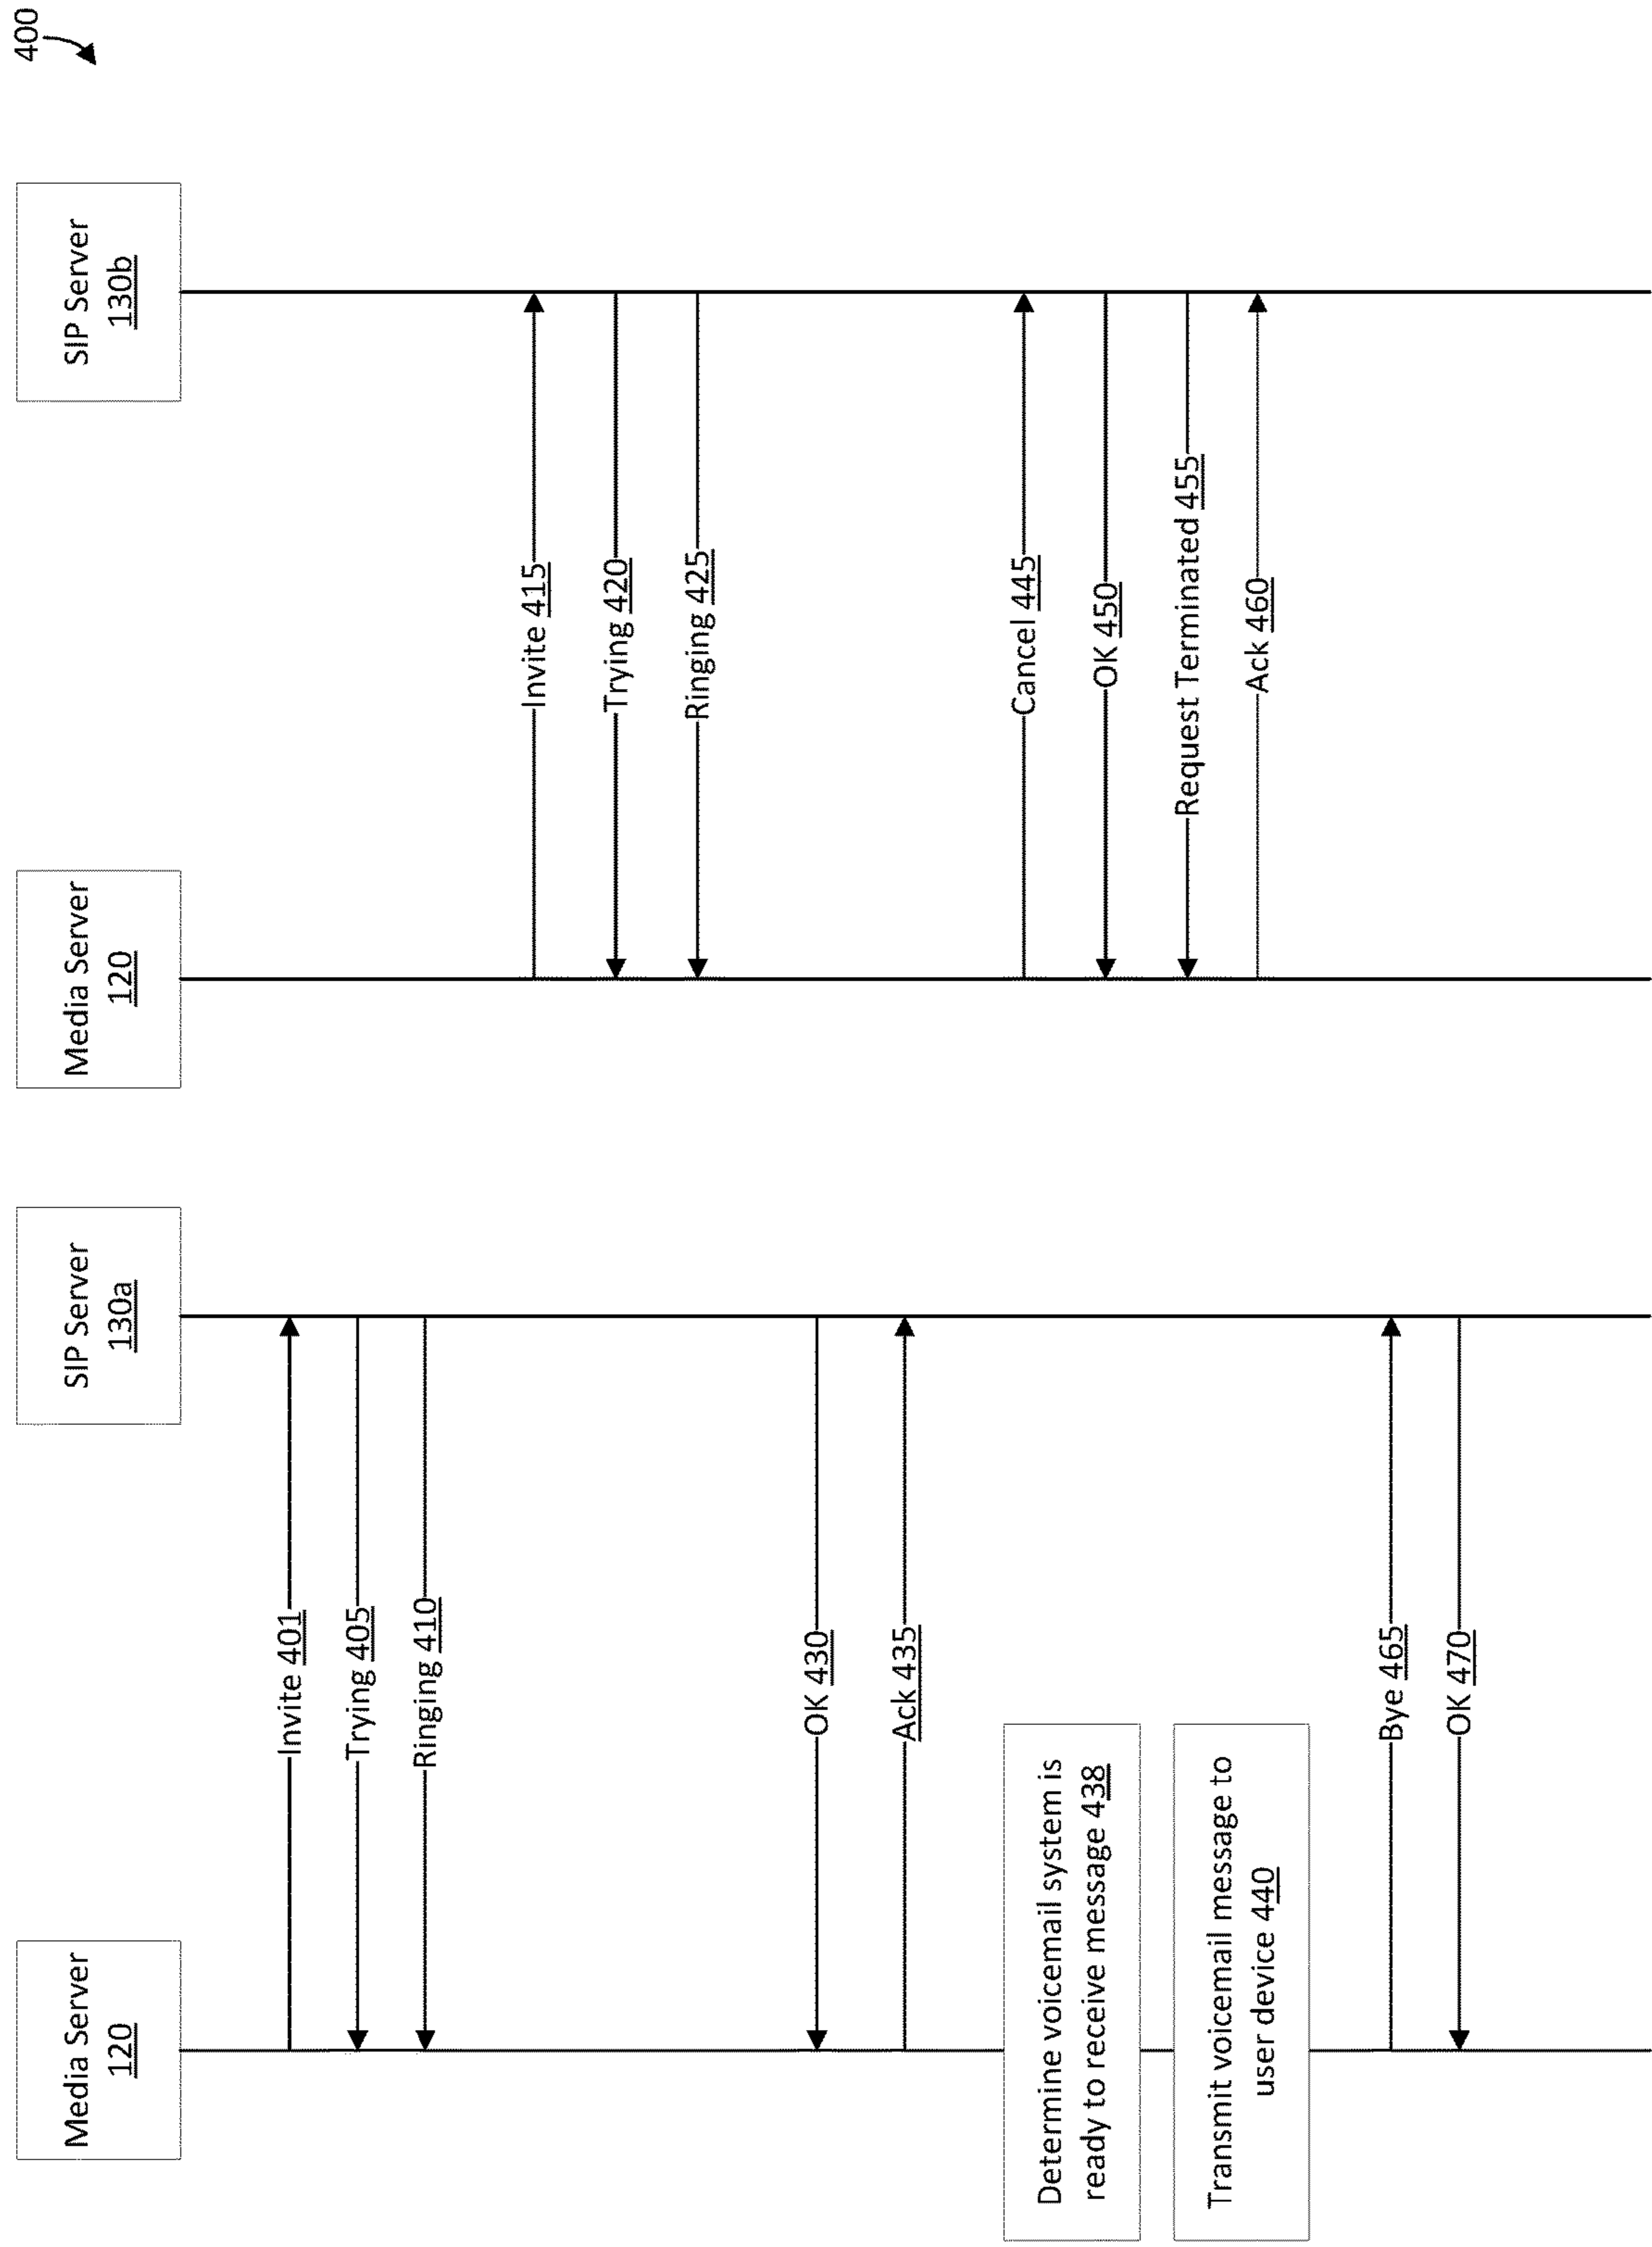 400
Media Server
120
SIP Server
130a
Media Server
120
SIP Server
130b
Invite 401
Trying 405
Ringing 410
Invite 415
Trying 420
Ringing 425
OK 430
Ack 435
Determine voicemail system is
ready to receive message 438
Cancel 445
OK 450
Transmit voicemail message to
user device 440
Request Terminated 455
Ack 460
Bye 465
OK 470